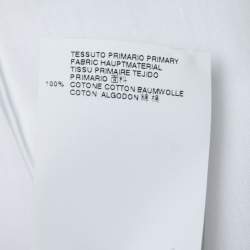 TESSUTO PRIMARIO PRIMARY
FABRIC HAUPTMATERIAL
TISSU PRIMAIRE TEJIDO
PRIMARIO
100% COTONE COTTON BAUMWOLLE
COTON ALGODON